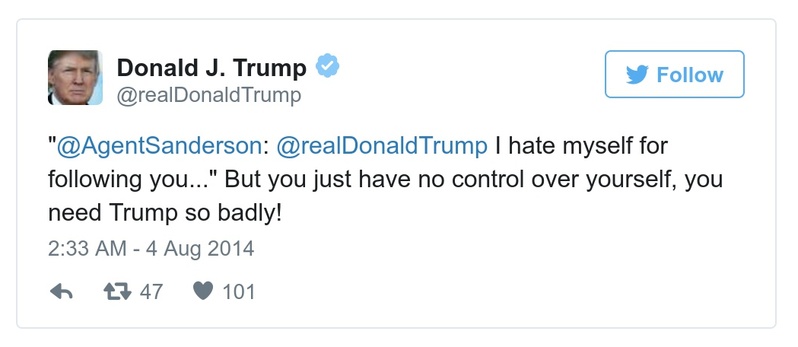 Donald J. Trump
@realDonaldTrump
Follow
"@AgentSanderson: @realDonaldTrump I hate myself for
following you..." But you just have no control over yourself, you
need Trump so badly!
2:33 AM - 4 Aug 2014
47 101